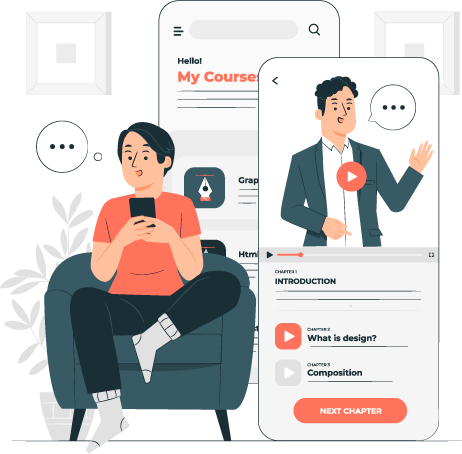 Hello!
My Courses
Grap
Html
CHAPTER 1
INTRODUCTION
CHAPTER 2
What is design?
CHAPTER 3
Composition
NEXT CHAPTER